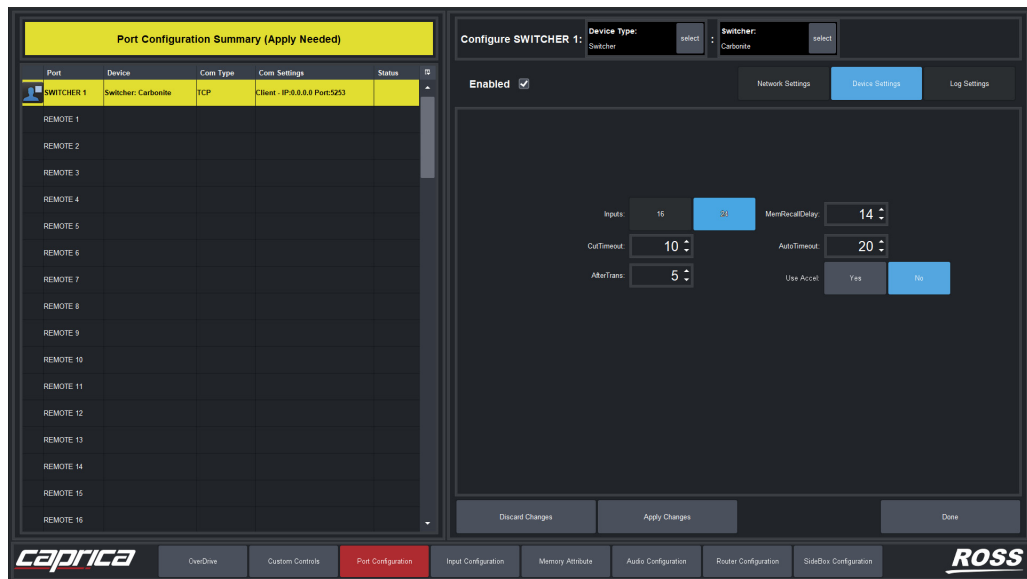 Port Configuration Summary (Apply Needed)
Port Device Com Type Com Settings Status
SWITCHER 1 Switcher: Carbonite TCP Client - IP:0.0.0.0 Port:5253
REMOTE 1
REMOTE 2
REMOTE 3
REMOTE 4
REMOTE 5
REMOTE 6
REMOTE 7
REMOTE 8
REMOTE 9
REMOTE 10
REMOTE 11
REMOTE 12
REMOTE 13
REMOTE 14
REMOTE 15
REMOTE 16
Configure SWITCHER 1: Device Type: Switcher select : Switcher: Carbonite select
Enabled Network Settings Device Settings Log Settings
Inputs: 16 24 MemRecallDelay: 14
CutTimeout: 10 AutoTimeout: 20
AfterTrans: 5 Use Accel: Yes No
Discard Changes Apply Changes Done
caprica OverDrive Custom Controls Port Configuration Input Configuration Memory Attribute Audio Configuration Router Configuration SideBox Configuration ROSS